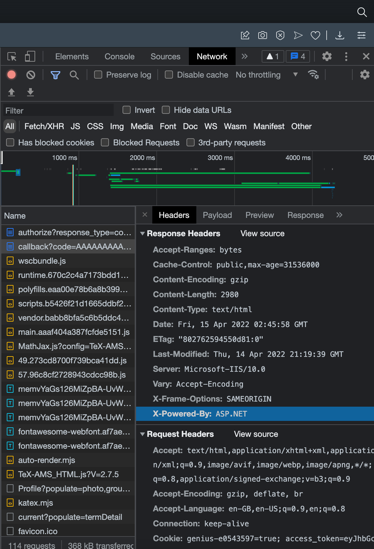 Elements Console Sources Network » 1 4
Preserve log Disable cache No throttling
Filter Invert Hide data URLs
All Fetch/XHR JS CSS Img Media Font Doc WS Wasm Manifest Other
Has blocked cookies Blocked Requests 3rd-party requests
1000 ms 2000 ms 3000 ms 4000 ms
Name
authorize?response_type=co...
callback?code=AAAAAAAAA...
wscbundle.js
runtime.670c2c4a7173bdd1...
polyfills.eaa00e78b6a8b399...
scripts.b5426f21d1665ddbf2...
vendor.babb8bfa5c6b5ddc4...
main.aaaf404a387fcfde5151.js
MathJax.js?config=TeX-AMS...
49.273cd8700f739bca41dd.js
57.96c8cf2728943cdcc98b.js
memvYaGs126MiZpBA-UvW...
memvYaGs126MiZpBA-UvW...
memvYaGs126MiZpBA-UvW...
fontawesome-webfont.af7ae...
fontawesome-webfont.af7ae...
auto-render.mjs
TeX-AMS_HTML.js?V=2.7.5
Profile?populate=photo,grou...
katex.mjs
current?populate=termDetail
favicon.ico
114 requests 368 kB transferred
× Headers Payload Preview Response »
Response Headers View source
Accept-Ranges: bytes
Cache-Control: public,max-age=31536000
Content-Encoding: gzip
Content-Length: 2980
Content-Type: text/html
Date: Fri, 15 Apr 2022 02:45:58 GMT
ETag: "802762594550d81:0"
Last-Modified: Thu, 14 Apr 2022 21:19:39 GMT
Server: Microsoft-IIS/10.0
Vary: Accept-Encoding
X-Frame-Options: SAMEORIGIN
X-Powered-By: ASP.NET
Request Headers View source
Accept: text/html,application/xhtml+xml,applicatio
n/xml;q=0.9,image/avif,image/webp,image/apng,*/*;
q=0.8,application/signed-exchange;v=b3;q=0.9
Accept-Encoding: gzip, deflate, br
Accept-Language: en-GB,en-US;q=0.9,en;q=0.8
Connection: keep-alive
Cookie: genius-e0543597=true; access_token=eyJhbGc